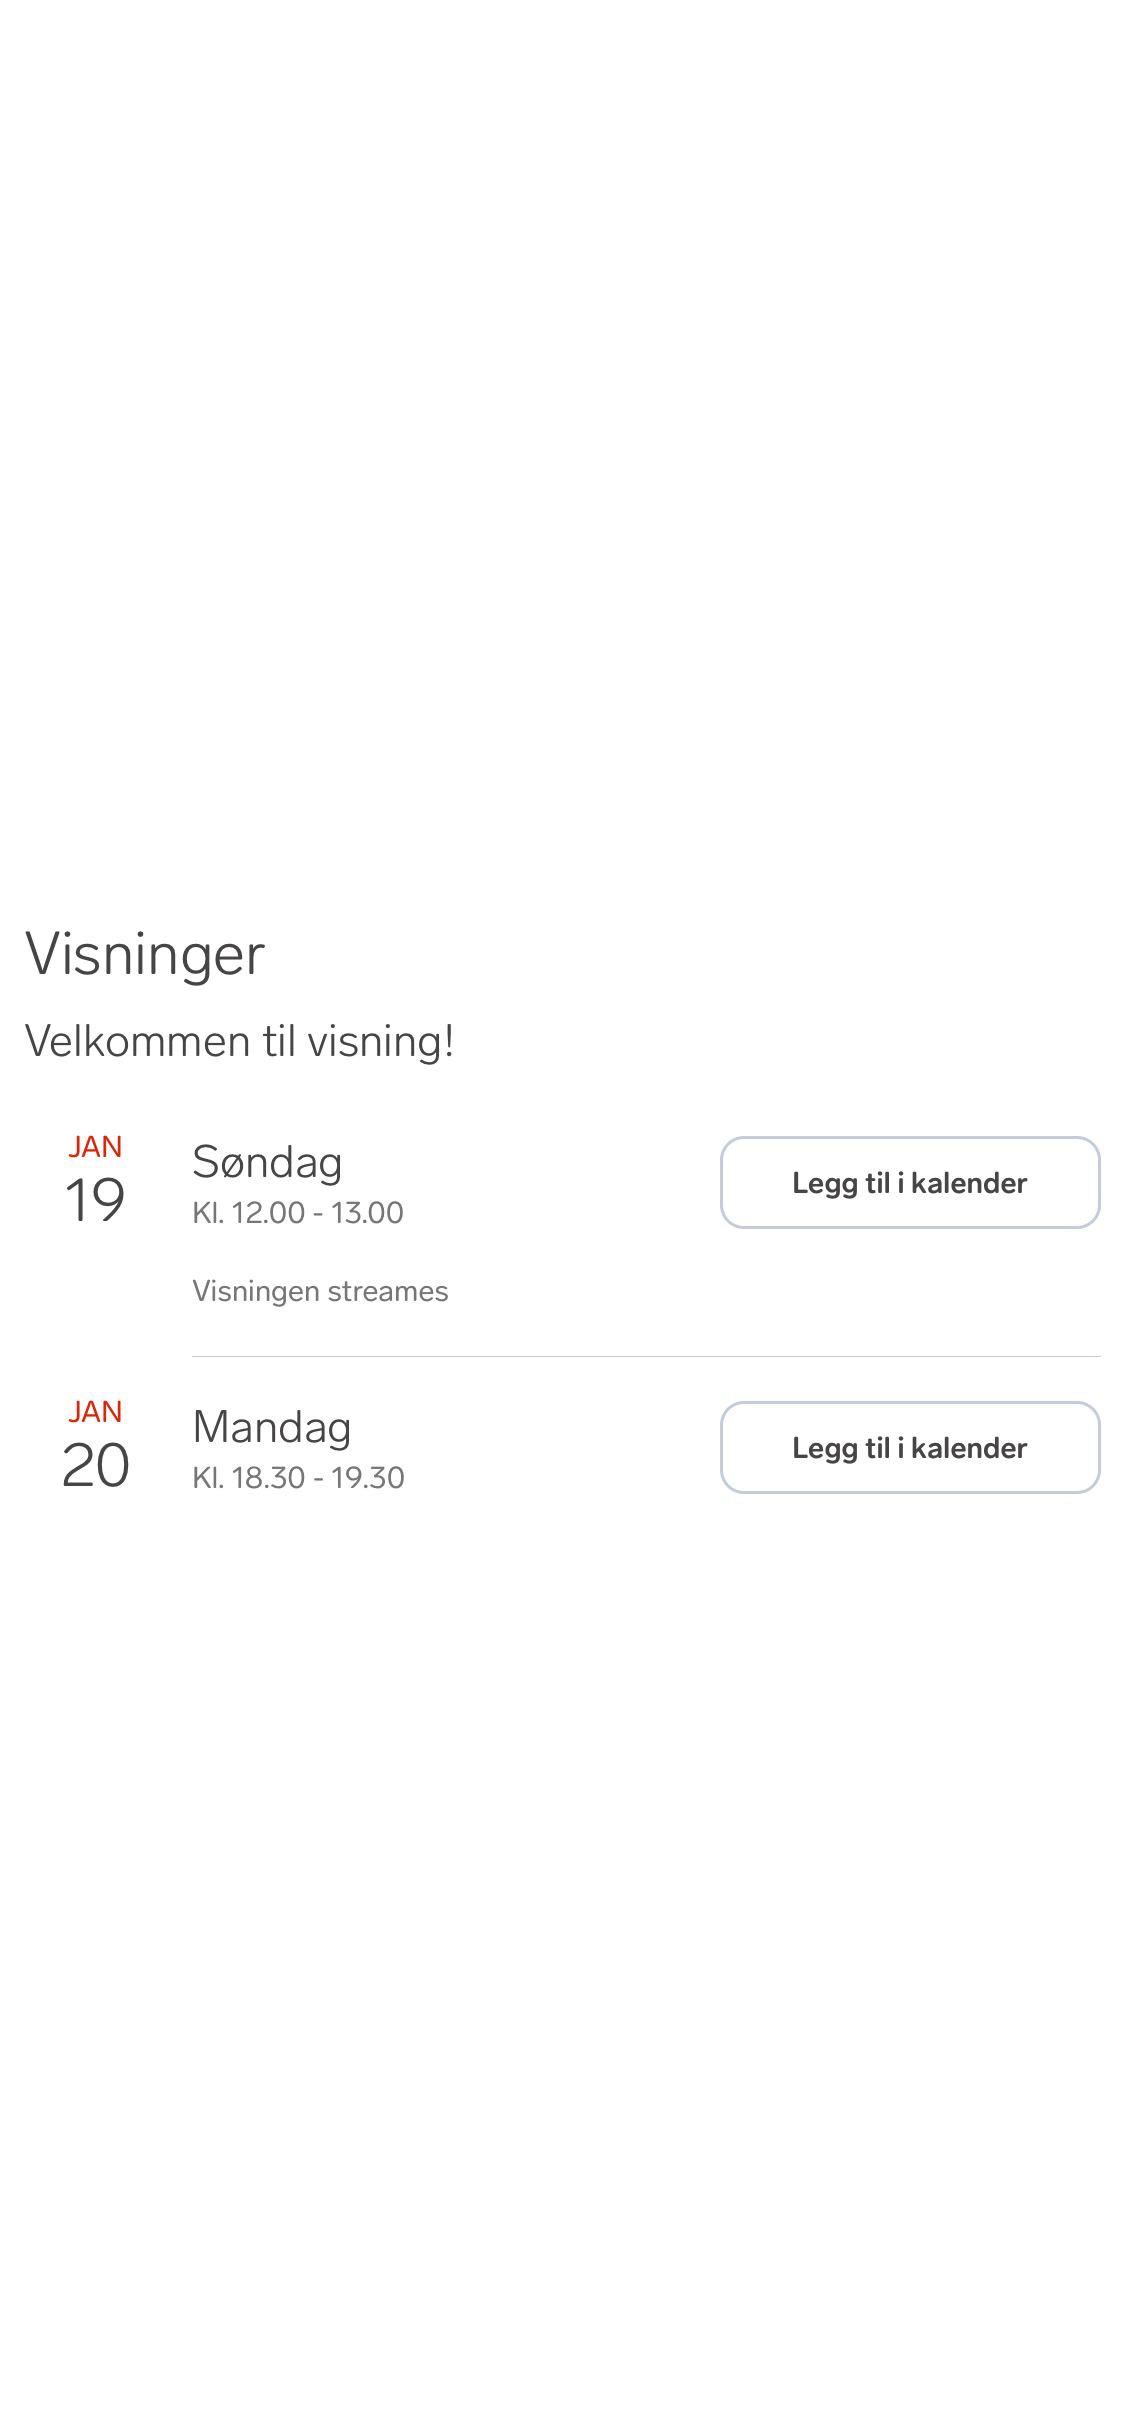 Visninger
Velkommen til visning!
JAN
19
Søndag
Kl. 12.00 - 13.00
Legg til i kalender
Visningen streames
JAN
20
Mandag
Kl. 18.30 - 19.30
Legg til i kalender